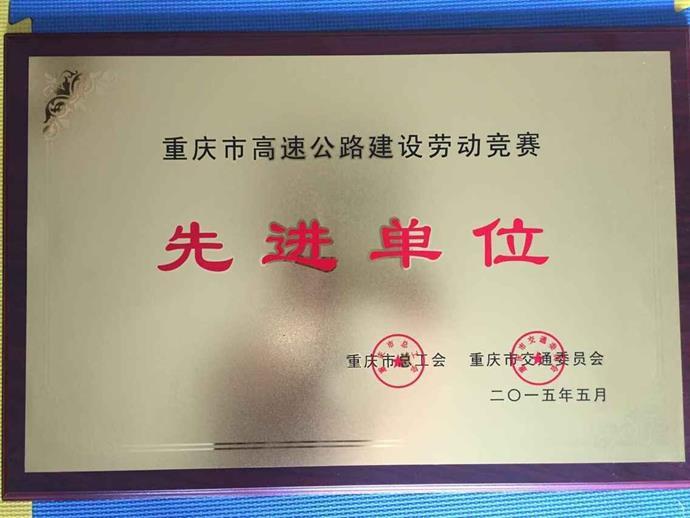 重庆市高速公路建设劳动竞赛
先进单位
重庆市总工会 重庆市交通委员会
二〇一五年五月